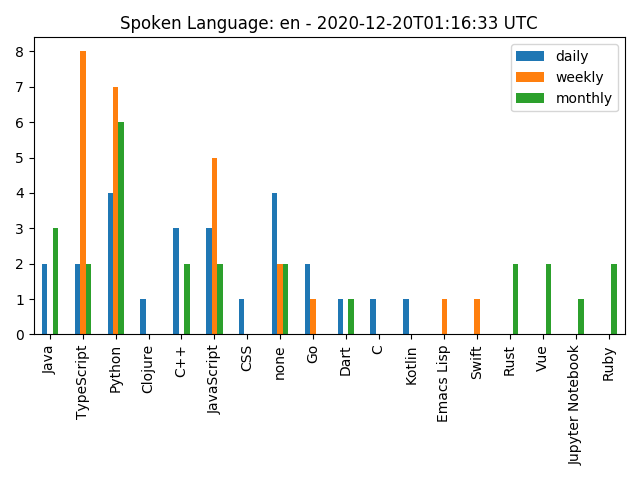 Spoken Language: en - 2020-12-20T01:16:33 UTC
daily
weekly
monthly
8
7
6
5
4
3
2
1
0
Java
TypeScript
Python
Clojure
C++
JavaScript
CSS
none
Go
Dart
C
Kotlin
Emacs Lisp
Swift
Rust
Vue
Jupyter Notebook
Ruby